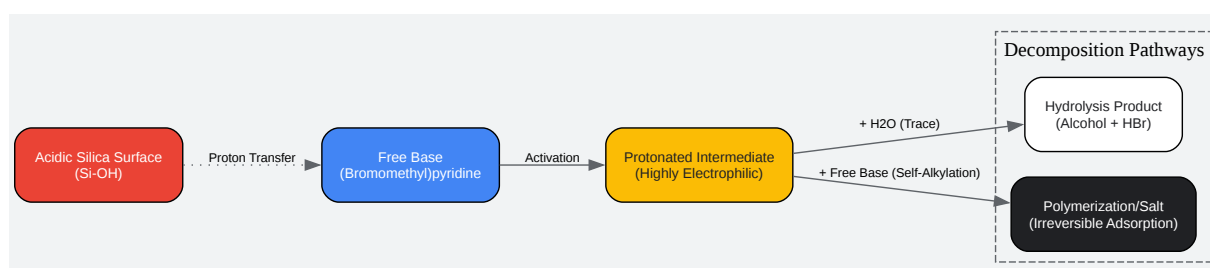 Decomposition Pathways
Acidic Silica Surface
(Si-OH)
Proton Transfer
Free Base
(Bromomethyl)pyridine
Activation
Protonated Intermediate
(Highly Electrophilic)
+ H2O (Trace)
Hydrolysis Product
(Alcohol + HBr)
+ Free Base (Self-Alkylation)
Polymerization/Salt
(Irreversible Adsorption)